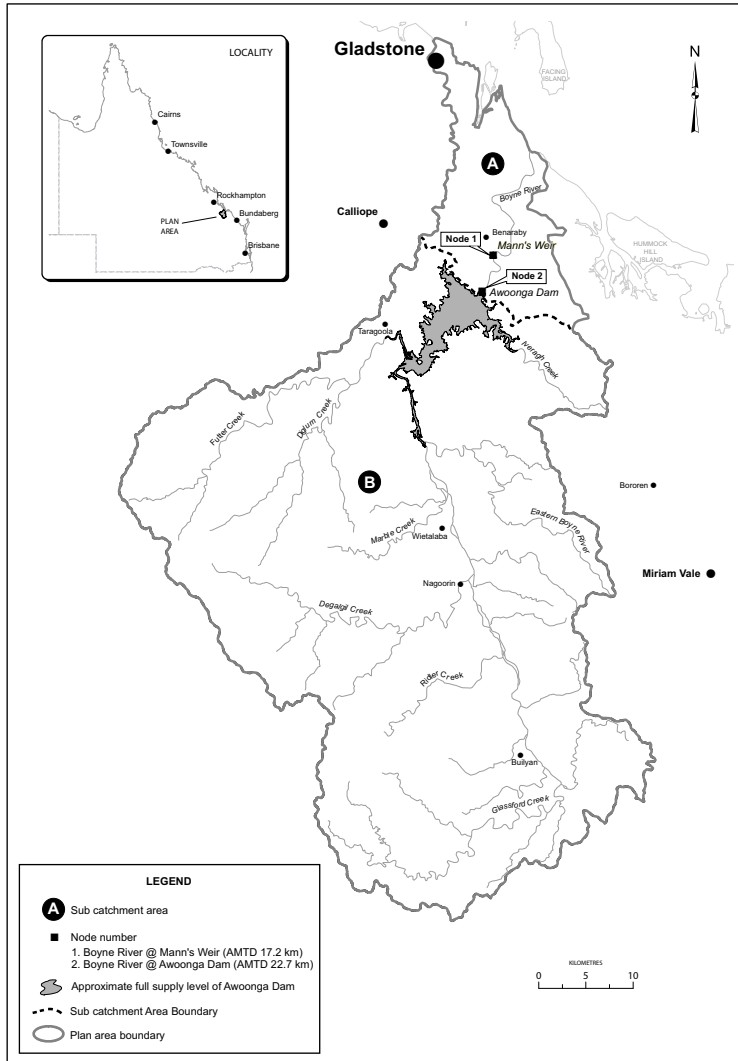 LOCALITY
Cairns
Townsville
Rockhampton
PLAN
AREA
Bundaberg
Brisbane
Gladstone
N
FACING
ISLAND
A
Boyne River
Calliope
Benaraby
Node 1
Mann's Weir
HUMMOCK
HILL
ISLAND
Node 2
Awoonga Dam
Taragoola
Iveragh Creek
Futter Creek
Dglum Creek
B
Bororen
Eastern Boyne River
Marble Creek
Wietalaba
Miriam Vale
Nagoorin
Degalgil Creek
Ridler Creek
Builyan
Glassford Creek
LEGEND
A Sub catchment area
Node number
1. Boyne River @ Mann's Weir (AMTD 17.2 km)
2. Boyne River @ Awoonga Dam (AMTD 22.7 km)
Approximate full supply level of Awoonga Dam
Sub catchment Area Boundary
Plan area boundary
KILOMETRES
0 5 10